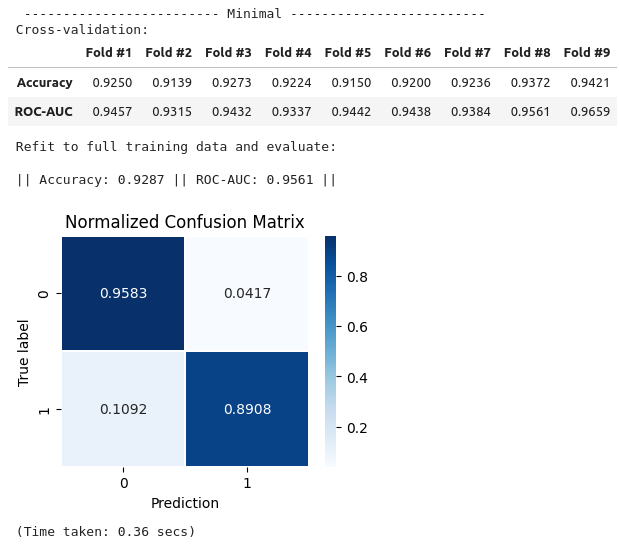 ------------------------- Minimal -------------------------
Cross-validation:
Fold #1 Fold #2 Fold #3 Fold #4 Fold #5 Fold #6 Fold #7 Fold #8 Fold #9
Accuracy 0.9250 0.9139 0.9273 0.9224 0.9150 0.9200 0.9236 0.9372 0.9421
ROC-AUC 0.9457 0.9315 0.9432 0.9337 0.9442 0.9438 0.9384 0.9561 0.9659
Refit to full training data and evaluate:
|| Accuracy: 0.9287 || ROC-AUC: 0.9561 ||
Normalized Confusion Matrix
True label
0 0.9583 0.0417
1 0.1092 0.8908
0 1
Prediction
0.8
0.6
0.4
0.2
(Time taken: 0.36 secs)